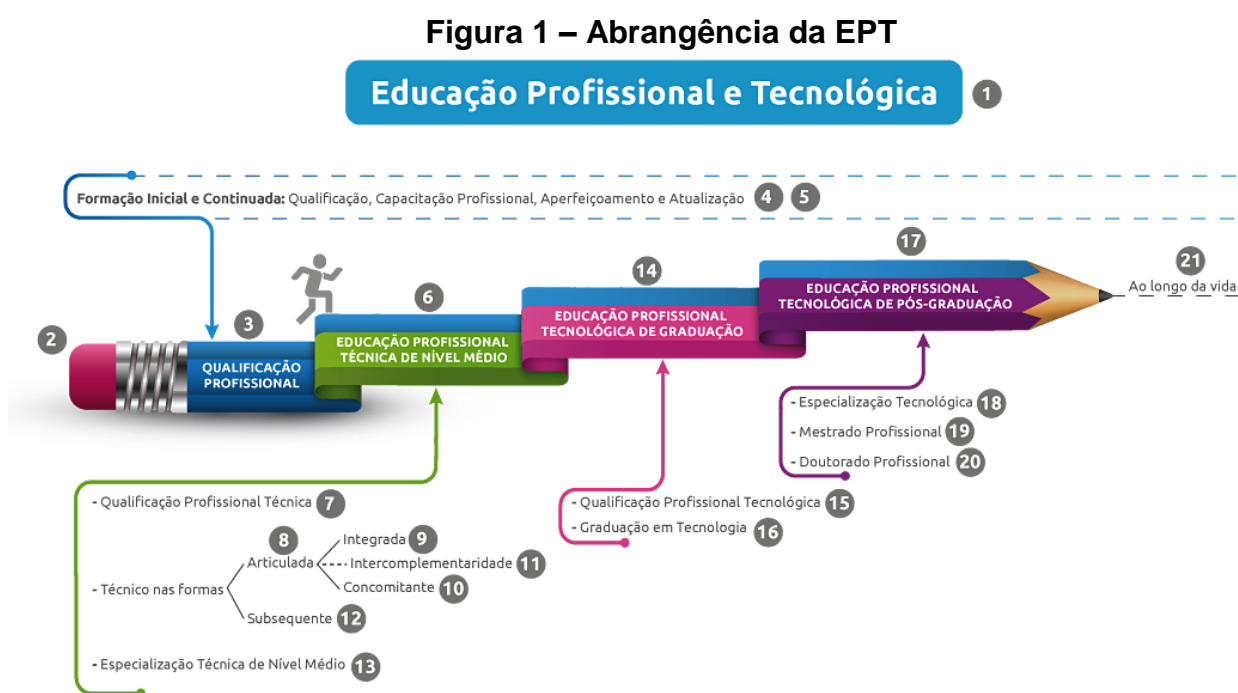 Figura 1 – Abrangência da EPT
Educação Profissional e Tecnológica 1
Formação Inicial e Continuada: Qualificação, Capacitação Profissional, Aperfeiçoamento e Atualização 4 5
2
3
QUALIFICAÇÃO
PROFISSIONAL
6
EDUCAÇÃO PROFISSIONAL
TÉCNICA DE NÍVEL MÉDIO
14
EDUCAÇÃO PROFISSIONAL
TECNOLÓGICA DE GRADUAÇÃO
17
EDUCAÇÃO PROFISSIONAL
TECNOLÓGICA DE PÓS-GRADUAÇÃO
21
Ao longo da vida
- Qualificação Profissional Técnica 7
- Técnico nas formas
8
Articulada
Integrada 9
Intercomplementaridade 11
Concomitante 10
Subsequente 12
- Especialização Técnica de Nível Médio 13
- Qualificação Profissional Tecnológica 15
- Graduação em Tecnologia 16
- Especialização Tecnológica 18
- Mestrado Profissional 19
- Doutorado Profissional 20